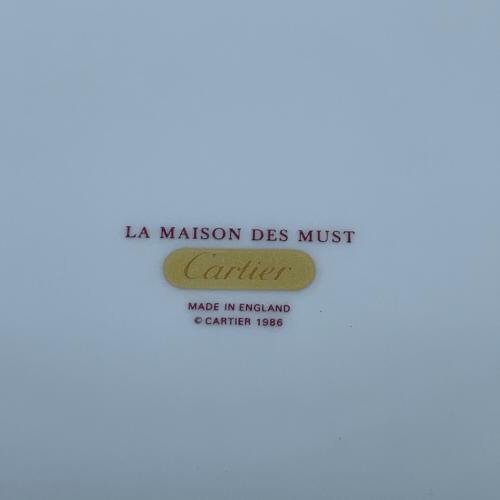 LA MAISON DES MUST
Cartier
MADE IN ENGLAND
© CARTIER 1986